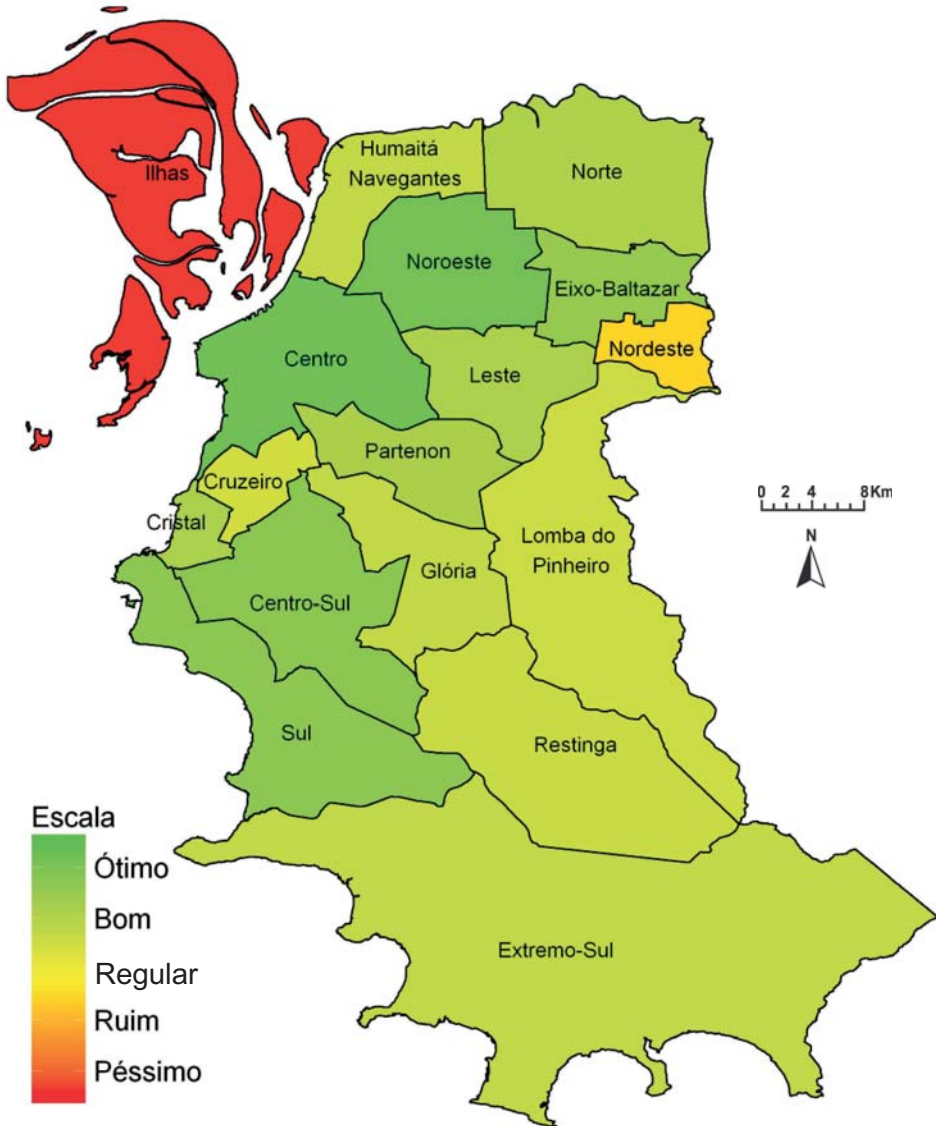 Ilhas
Humaitá
Navegantes
Norte
Noroeste
Eixo-Baltazar
Nordeste
Centro
Leste
Partenon
Cruzeiro
Cristal
0 2 4 8Km
N
Lomba do
Pinheiro
Glória
Centro-Sul
Sul
Restinga
Extremo-Sul
Escala
Ótimo
Bom
Regular
Ruim
Péssimo